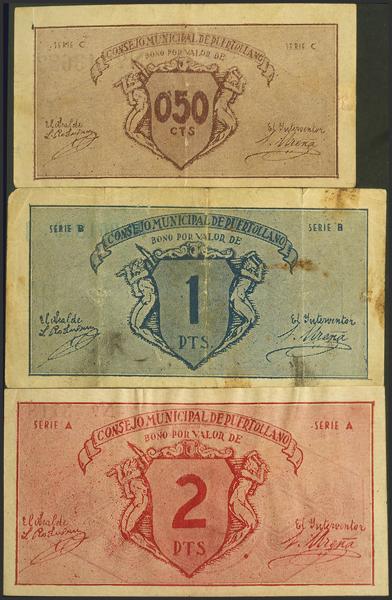 SERIE C
SERIE C
CONSEJO MUNICIPAL DE PUERTOLLANO
BONO POR VALOR DE
050
CTS
El Alcalde
El Interventor
SERIE B
SERIE B
CONSEJO MUNICIPAL DE PUERTOLLANO
BONO POR VALOR DE
1
PTS.
El Alcalde
El Interventor
SERIE A
SERIE A
CONSEJO MUNICIPAL DE PUERTOLLANO
BONO POR VALOR DE
2
PTS
El Alcalde
El Interventor